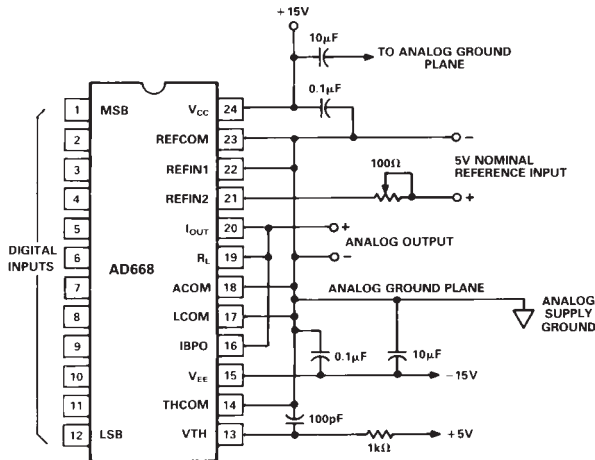 +15V
10µF
TO ANALOG GROUND
PLANE
0.1µF
1 MSB VCC 24
2 REFCOM 23 −
3 REFIN1 22
100Ω
5V NOMINAL
REFERENCE INPUT
4 REFIN2 21 +
5 IOUT 20 +
ANALOG OUTPUT
DIGITAL
INPUTS
6 RL 19 −
AD668
7 ACOM 18
ANALOG GROUND PLANE
ANALOG
SUPPLY
GROUND
8 LCOM 17
9 IBPO 16
0.1µF
10µF
10 VEE 15 −15V
11 THCOM 14
100pF
12 LSB VTH 13 +5V
1kΩ